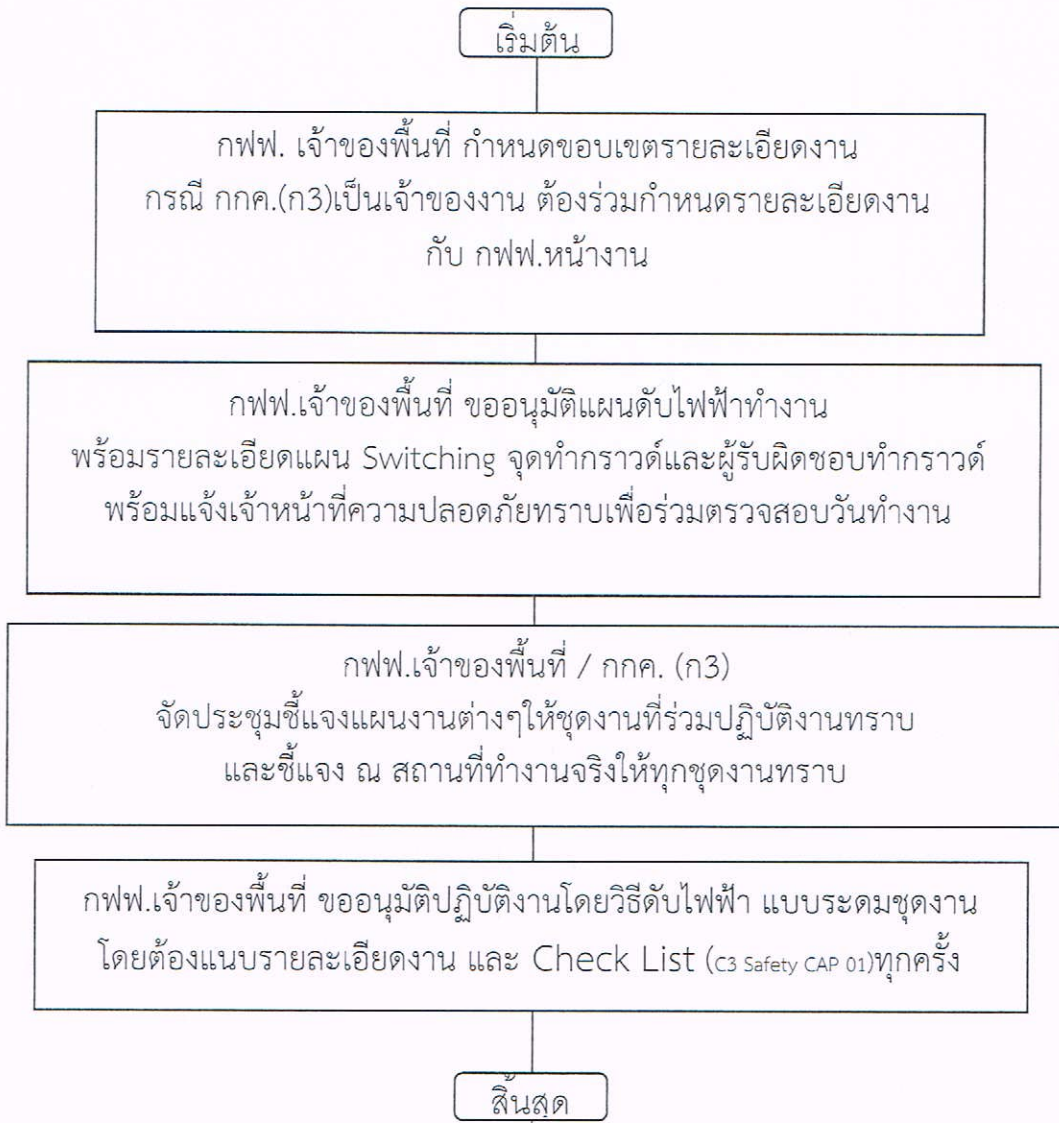 เริ่มต้น
กฟฟ. เจ้าของพื้นที่ กำหนดขอบเขตรายละเอียดงาน
กรณี กกค.(ก3)เป็นเจ้าของงาน ต้องร่วมกำหนดรายละเอียดงาน
กับ กฟฟ.หน้างาน
กฟฟ.เจ้าของพื้นที่ ขออนุมัติแผนดับไฟฟ้าทำงาน
พร้อมรายละเอียดแผน Switching จุดทำกราวด์และผู้รับผิดชอบทำกราวด์
พร้อมแจ้งเจ้าหน้าที่ความปลอดภัยทราบเพื่อร่วมตรวจสอบวันทำงาน
กฟฟ.เจ้าของพื้นที่ / กกค. (ก3)
จัดประชุมชี้แจงแผนงานต่างๆให้ชุดงานที่ร่วมปฏิบัติงานทราบ
และชี้แจง ณ สถานที่ทำงานจริงให้ทุกชุดงานทราบ
กฟฟ.เจ้าของพื้นที่ ขออนุมัติปฏิบัติงานโดยวิธีดับไฟฟ้า แบบระดมชุดงาน
โดยต้องแนบรายละเอียดงาน และ Check List (C3 Safety CAP 01)ทุกครั้ง
สิ้นสุด